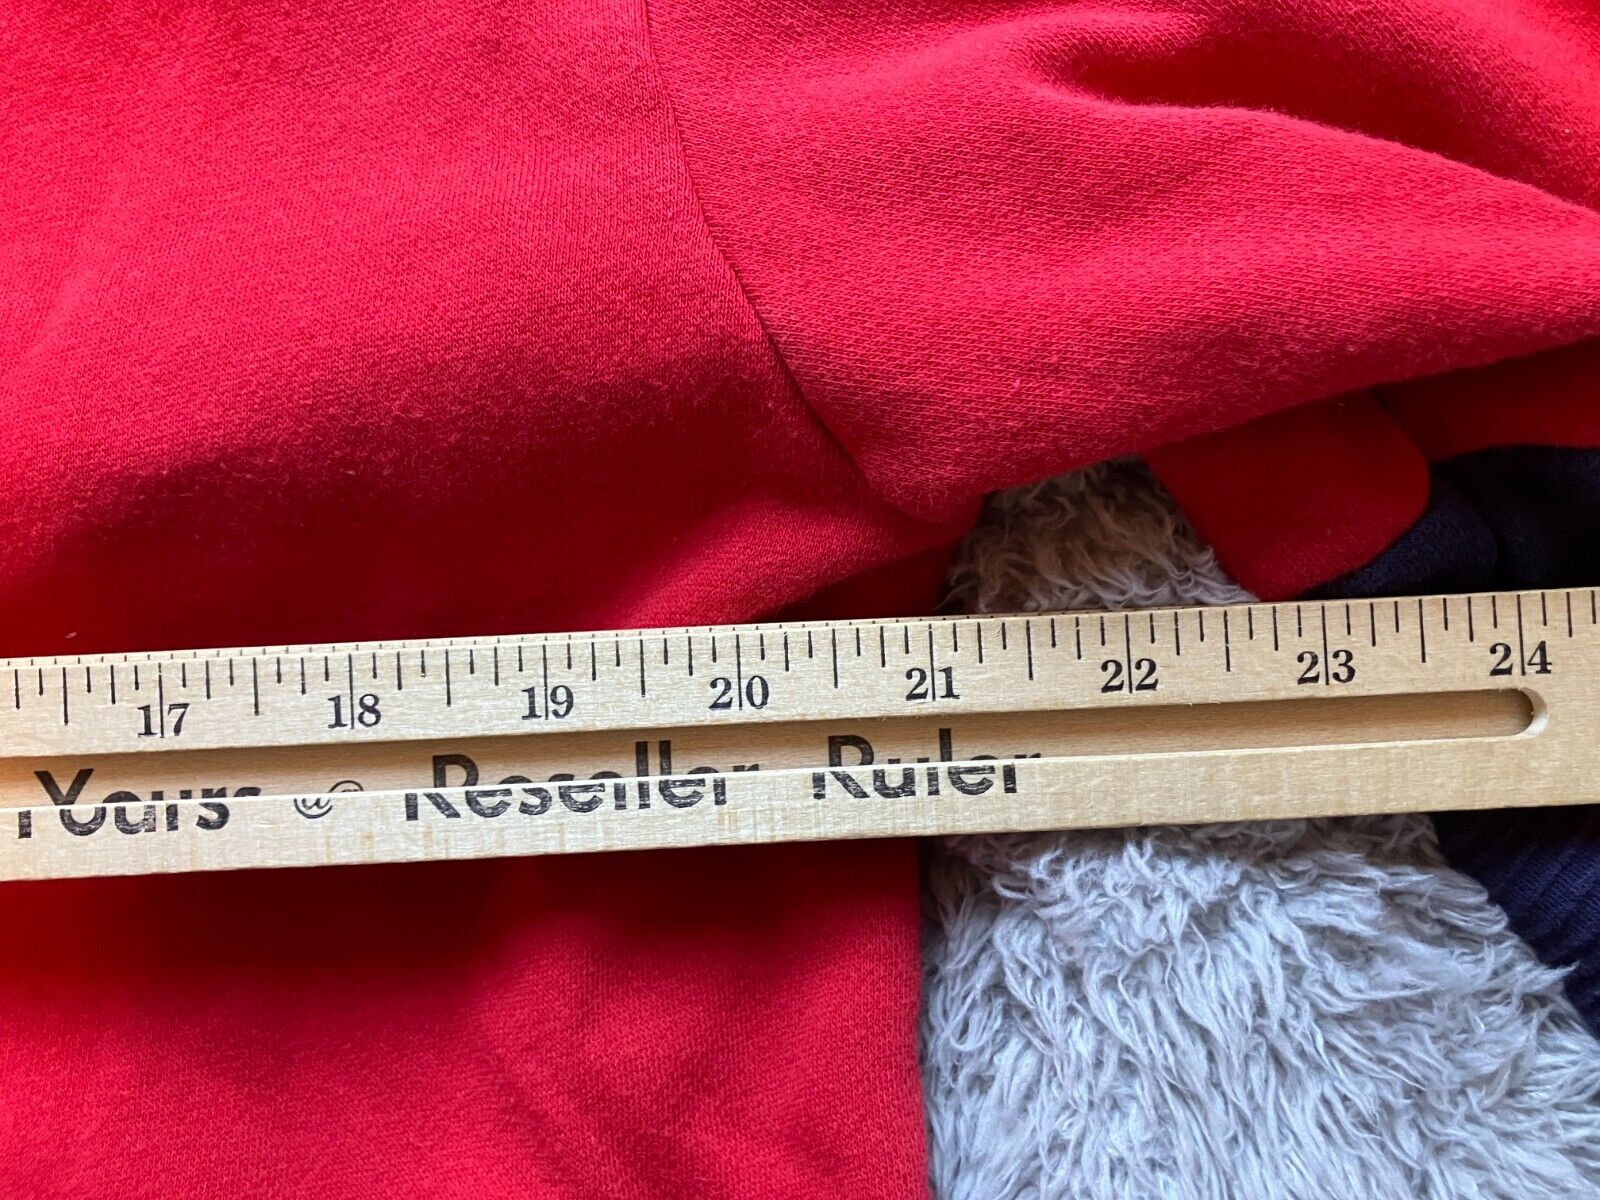 17 18 19 20 21 22 23 24
Yours @ Reseller Ruler